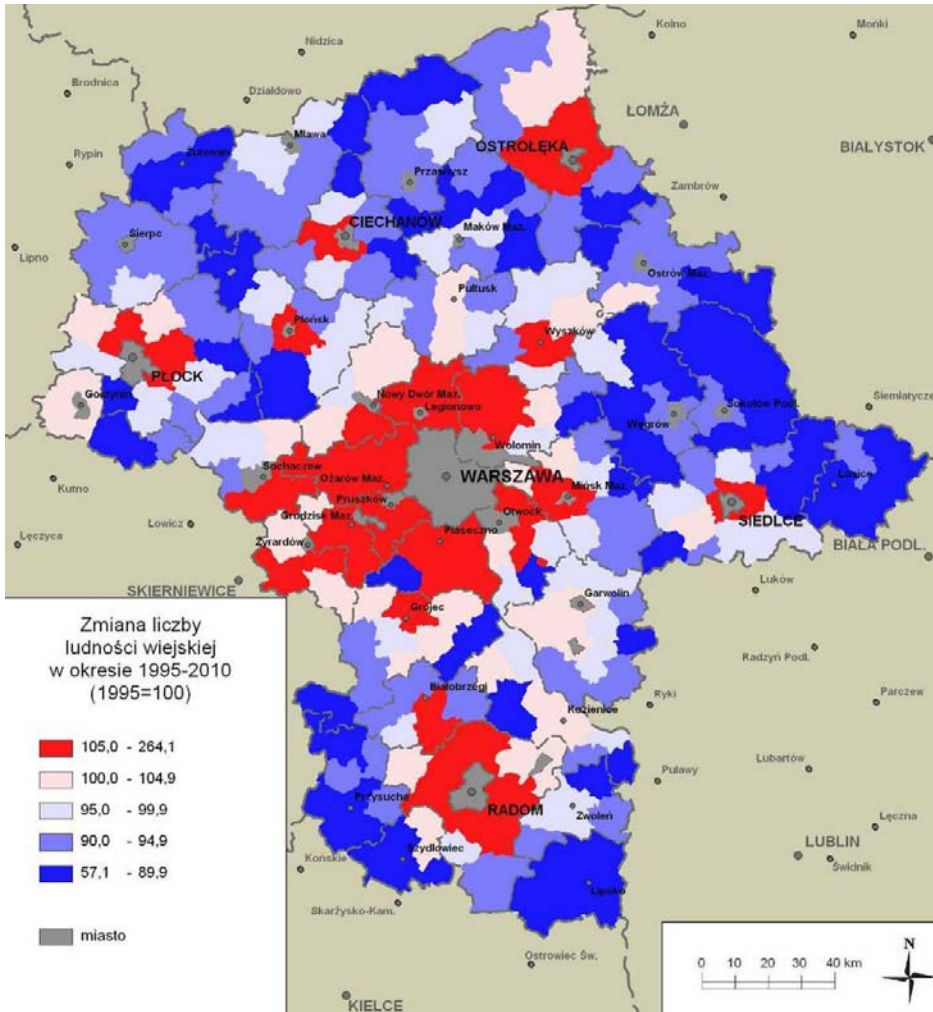 Kolno
Mońki
Nidzica
Brodnica
Działdowo
ŁOMŻA
Mława
OSTROŁĘKA
BIAŁYSTOK
Rypin
Żuromin
Przasnysz
Zambrów
CIECHANÓW
Maków Maz.
Lipno
Sierpc
Ostrów Maz.
Pułtusk
Płońsk
Wyszków
PŁOCK
Gostynin
Nowy Dwór Maz.
Legionowo
Sokołów Podl.
Siemiatycze
Węgrów
Wołomin
Kutno
Sochaczew
WARSZAWA
Łosice
Ożarów Maz.
Mińsk Maz.
Pruszków
Łowicz
Grodzisk Maz.
Otwock
SIEDLCE
Łęczyca
Żyrardów
Piaseczno
BIAŁA PODL.
SKIERNIEWICE
Łuków
Garwolin
Grójec
Zmiana liczby
ludności wiejskiej
w okresie 1995-2010
(1995=100)
Radzyń Podl.
Białobrzegi
Ryki
Parczew
Kozienice
105,0 - 264,1
100,0 - 104,9
95,0 - 99,9
90,0 - 94,9
57,1 - 89,9
miasto
Lubartów
Puławy
Przysucha
RADOM
Zwoleń
Łęczna
Szydłowiec
LUBLIN
Końskie
Świdnik
Lipsko
Skarżysko-Kam.
Ostrowiec Św.
N
0 10 20 30 40 km
KIELCE